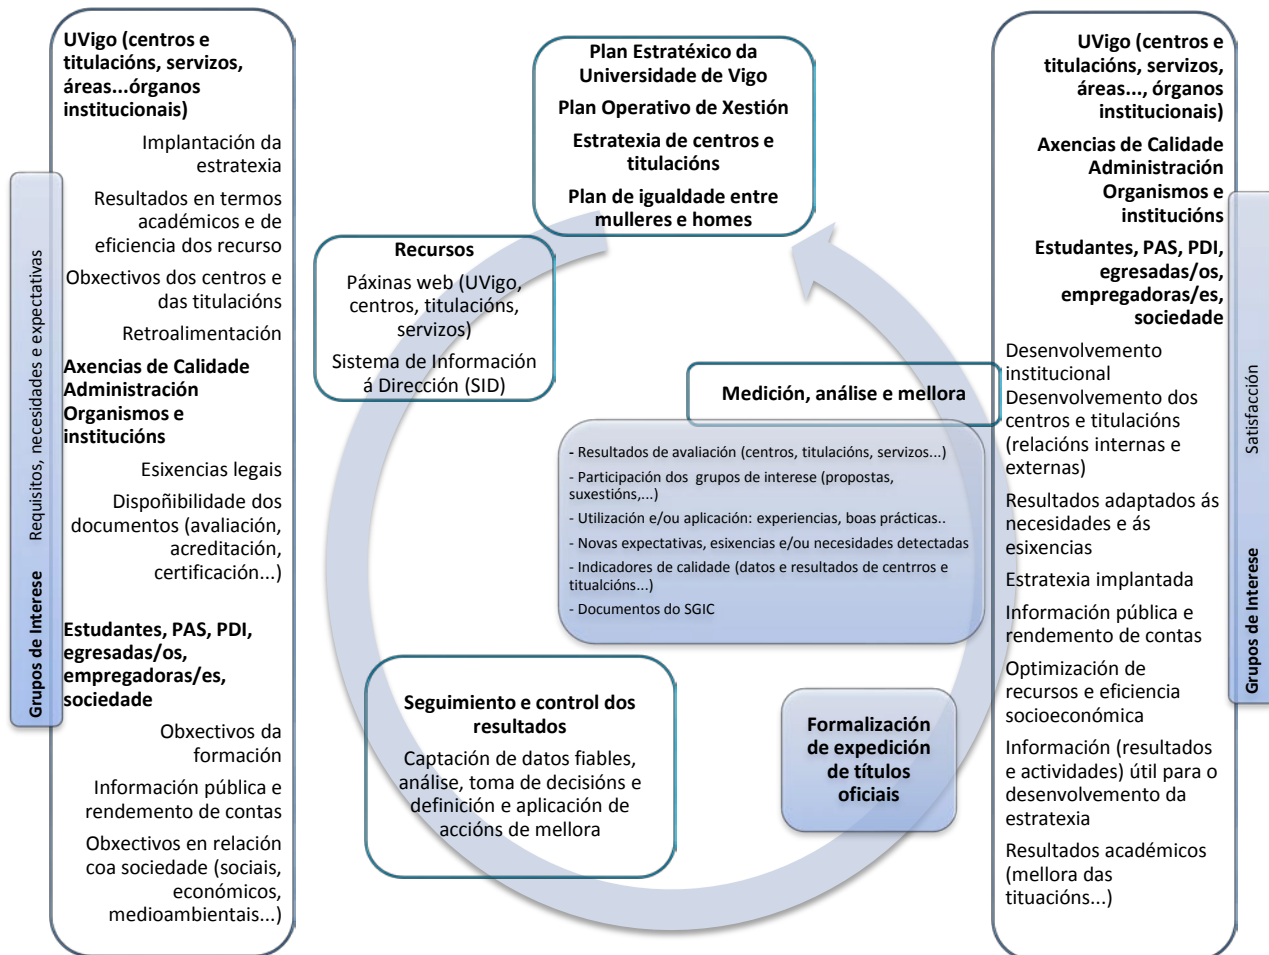 Grupos de Interese Requisitos, necesidades e expectativas
UVigo (centros e
titulacións, servizos,
áreas...órganos
institucionais)
Implantación da
estratexia
Resultados en termos
académicos e de
eficiencia dos recurso
Obxectivos dos centros e
das titulacións
Retroalimentación
Axencias de Calidade
Administración
Organismos e
institucións
Esixencias legais
Dispoñibilidade dos
documentos (avaliación,
acreditación,
certificación...)
Estudantes, PAS, PDI,
egresadas/os,
empregadoras/es,
sociedade
Obxectivos da
formación
Información pública e
rendemento de contas
Obxectivos en relación
coa sociedade (sociais,
económicos,
medioambientais...)
Plan Estratéxico da
Universidade de Vigo
Plan Operativo de Xestión
Estratexia de centros e
titulacións
Plan de igualdade entre
mulleres e homes
Recursos
Páxinas web (UVigo,
centros, titulacións,
servizos)
Sistema de Información
á Dirección (SID)
Medición, análise e mellora
- Resultados de avaliación (centros, titulacións, servizos...)
- Participación dos grupos de interese (propostas,
suxestións,...)
- Utilización e/ou aplicación: experiencias, boas prácticas..
- Novas expectativas, esixencias e/ou necesidades detectadas
- Indicadores de calidade (datos e resultados de centrros e
titualcións...)
- Documentos do SGIC
Seguimiento e control dos
resultados
Captación de datos fiables,
análise, toma de decisións e
definición e aplicación de
accións de mellora
Formalización
de expedición
de títulos
oficiais
UVigo (centros e
titulacións, servizos,
áreas..., órganos
institucionais)
Axencias de Calidade
Administración
Organismos e
institucións
Estudantes, PAS, PDI,
egresadas/os,
empregadoras/es,
sociedade
Desenvolvemento
institucional
Desenvolvemento dos
centros e titulacións
(relacións internas e
externas)
Resultados adaptados ás
necesidades e ás
esixencias
Estratexia implantada
Información pública e
rendemento de contas
Optimización de
recursos e eficiencia
socioeconómica
Información (resultados
e actividades) útil para o
desenvolvemento da
estratexia
Resultados académicos
(mellora das
tituacións...)
Grupos de Interese Satisfacción